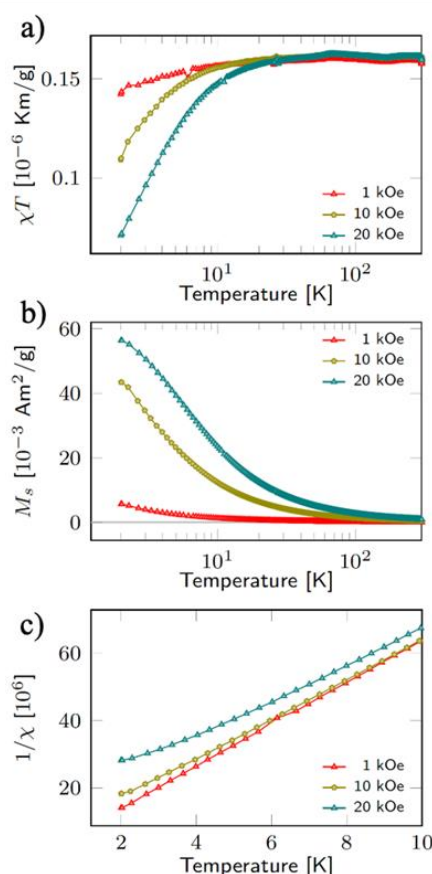 a)
0.15
0.1
χT [10⁻⁶ Km/g]
1 kOe
10 kOe
20 kOe
10¹ 10²
Temperature [K]
b)
60
40
20
0
Mₛ [10⁻³ Am²/g]
1 kOe
10 kOe
20 kOe
10¹ 10²
Temperature [K]
c)
60
40
20
1/χ [10⁶]
1 kOe
10 kOe
20 kOe
2 4 6 8 10
Temperature [K]